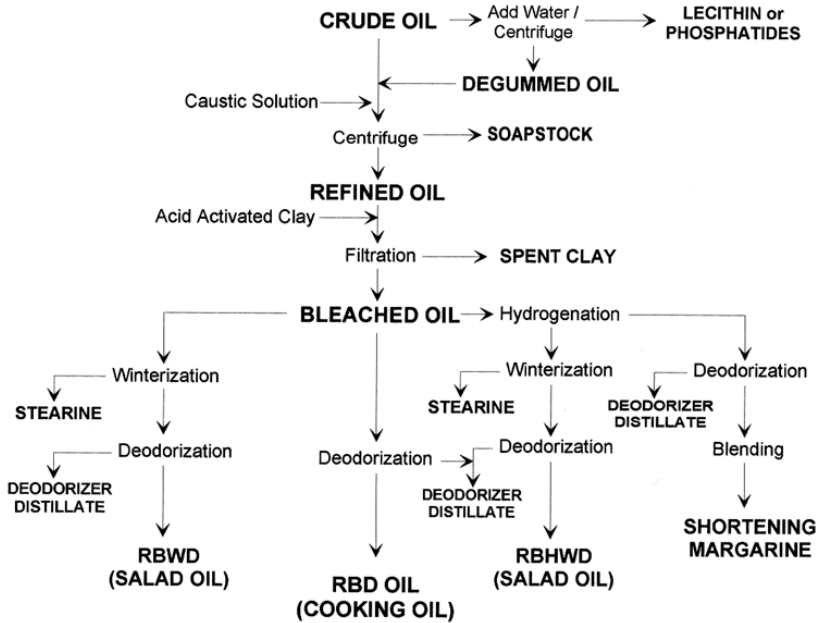 CRUDE OIL
Add Water /
Centrifuge
LECITHIN or
PHOSPHATIDES
DEGUMMED OIL
Caustic Solution
Centrifuge
SOAPSTOCK
REFINED OIL
Acid Activated Clay
Filtration
SPENT CLAY
BLEACHED OIL
Hydrogenation
Winterization
Winterization
Deodorization
STEARINE
STEARINE
DEODORIZER
DISTILLATE
Deodorization
Deodorization
Deodorization
Blending
DEODORIZER
DISTILLATE
DEODORIZER
DISTILLATE
RBWD
(SALAD OIL)
RBD OIL
(COOKING OIL)
RBHWD
(SALAD OIL)
SHORTENING
MARGARINE